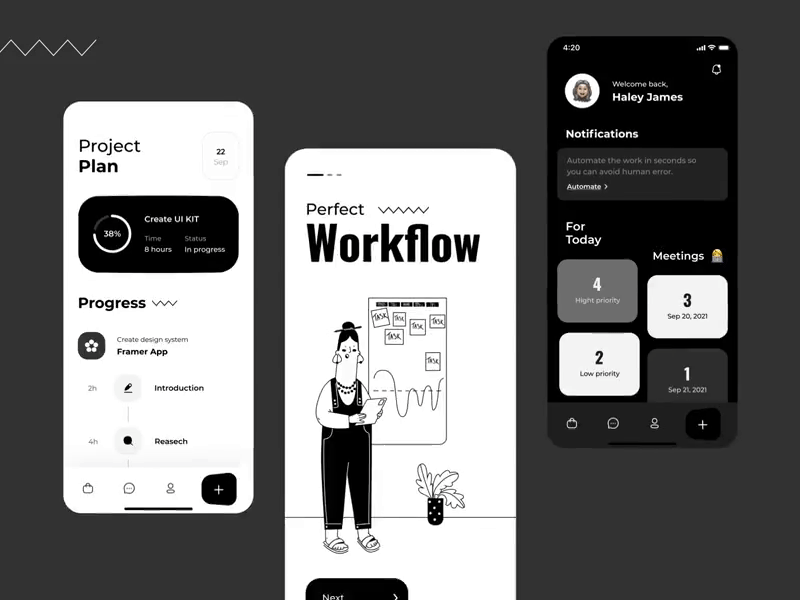 Project
Plan
22
Sep
38%
Create UI KIT
Time
Status
8 hours
In progress
Progress
Create design system
Framer App
2h
Introduction
4h
Reasech
Perfect
Workflow
TASK
TASK
TASK
TASK
TASK
TASK
Next
4:20
Welcome back,
Haley James
Notifications
Automate the work in seconds so
you can avoid human error.
Automate
For
Today
Meetings
4
Hight priority
3
Sep 20, 2021
2
Low priority
1
Sep 21, 2021